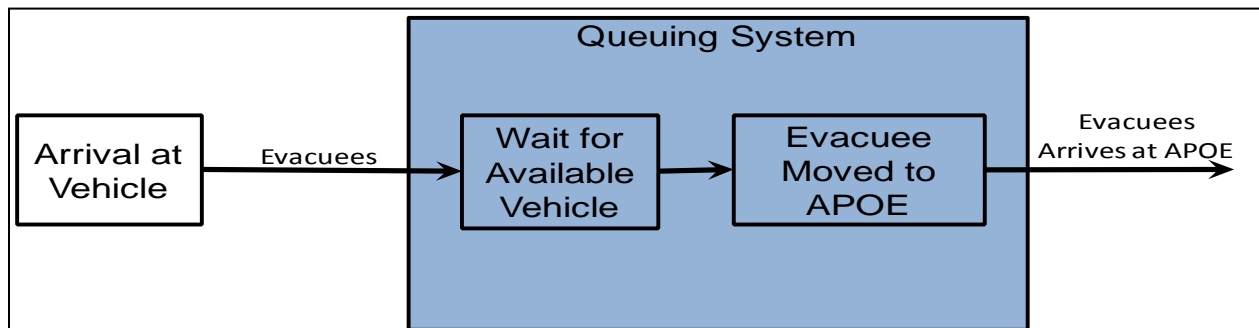 Queuing System
Arrival at
Vehicle
Evacuees
Wait for
Available
Vehicle
Evacuee
Moved to
APOE
Evacuees
Arrives at APOE